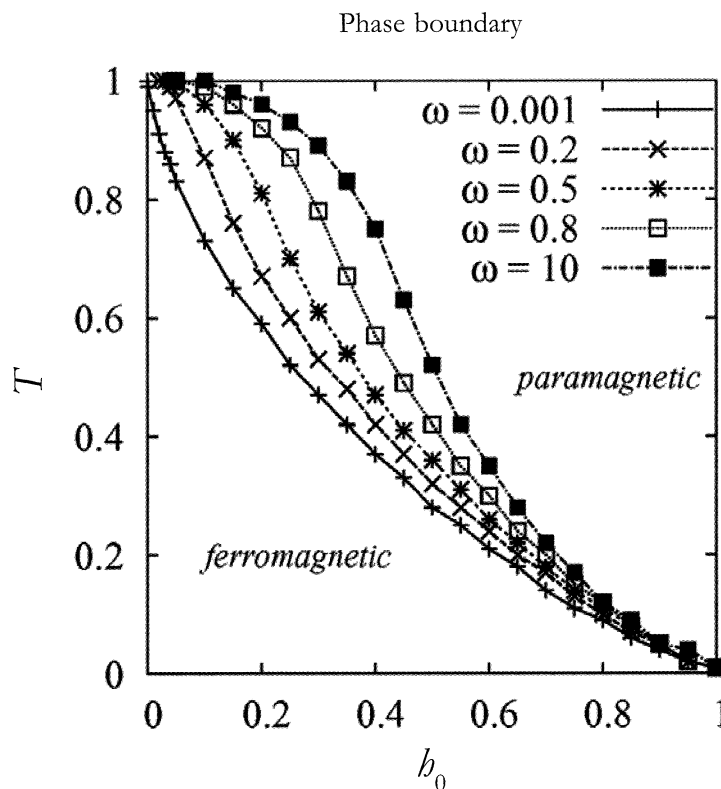 Phase boundary
1
0.8
0.6
0.4
0.2
0
T
ω = 0.001
ω = 0.2
ω = 0.5
ω = 0.8
ω = 10
paramagnetic
ferromagnetic
0 0.2 0.4 0.6 0.8 1
h₀